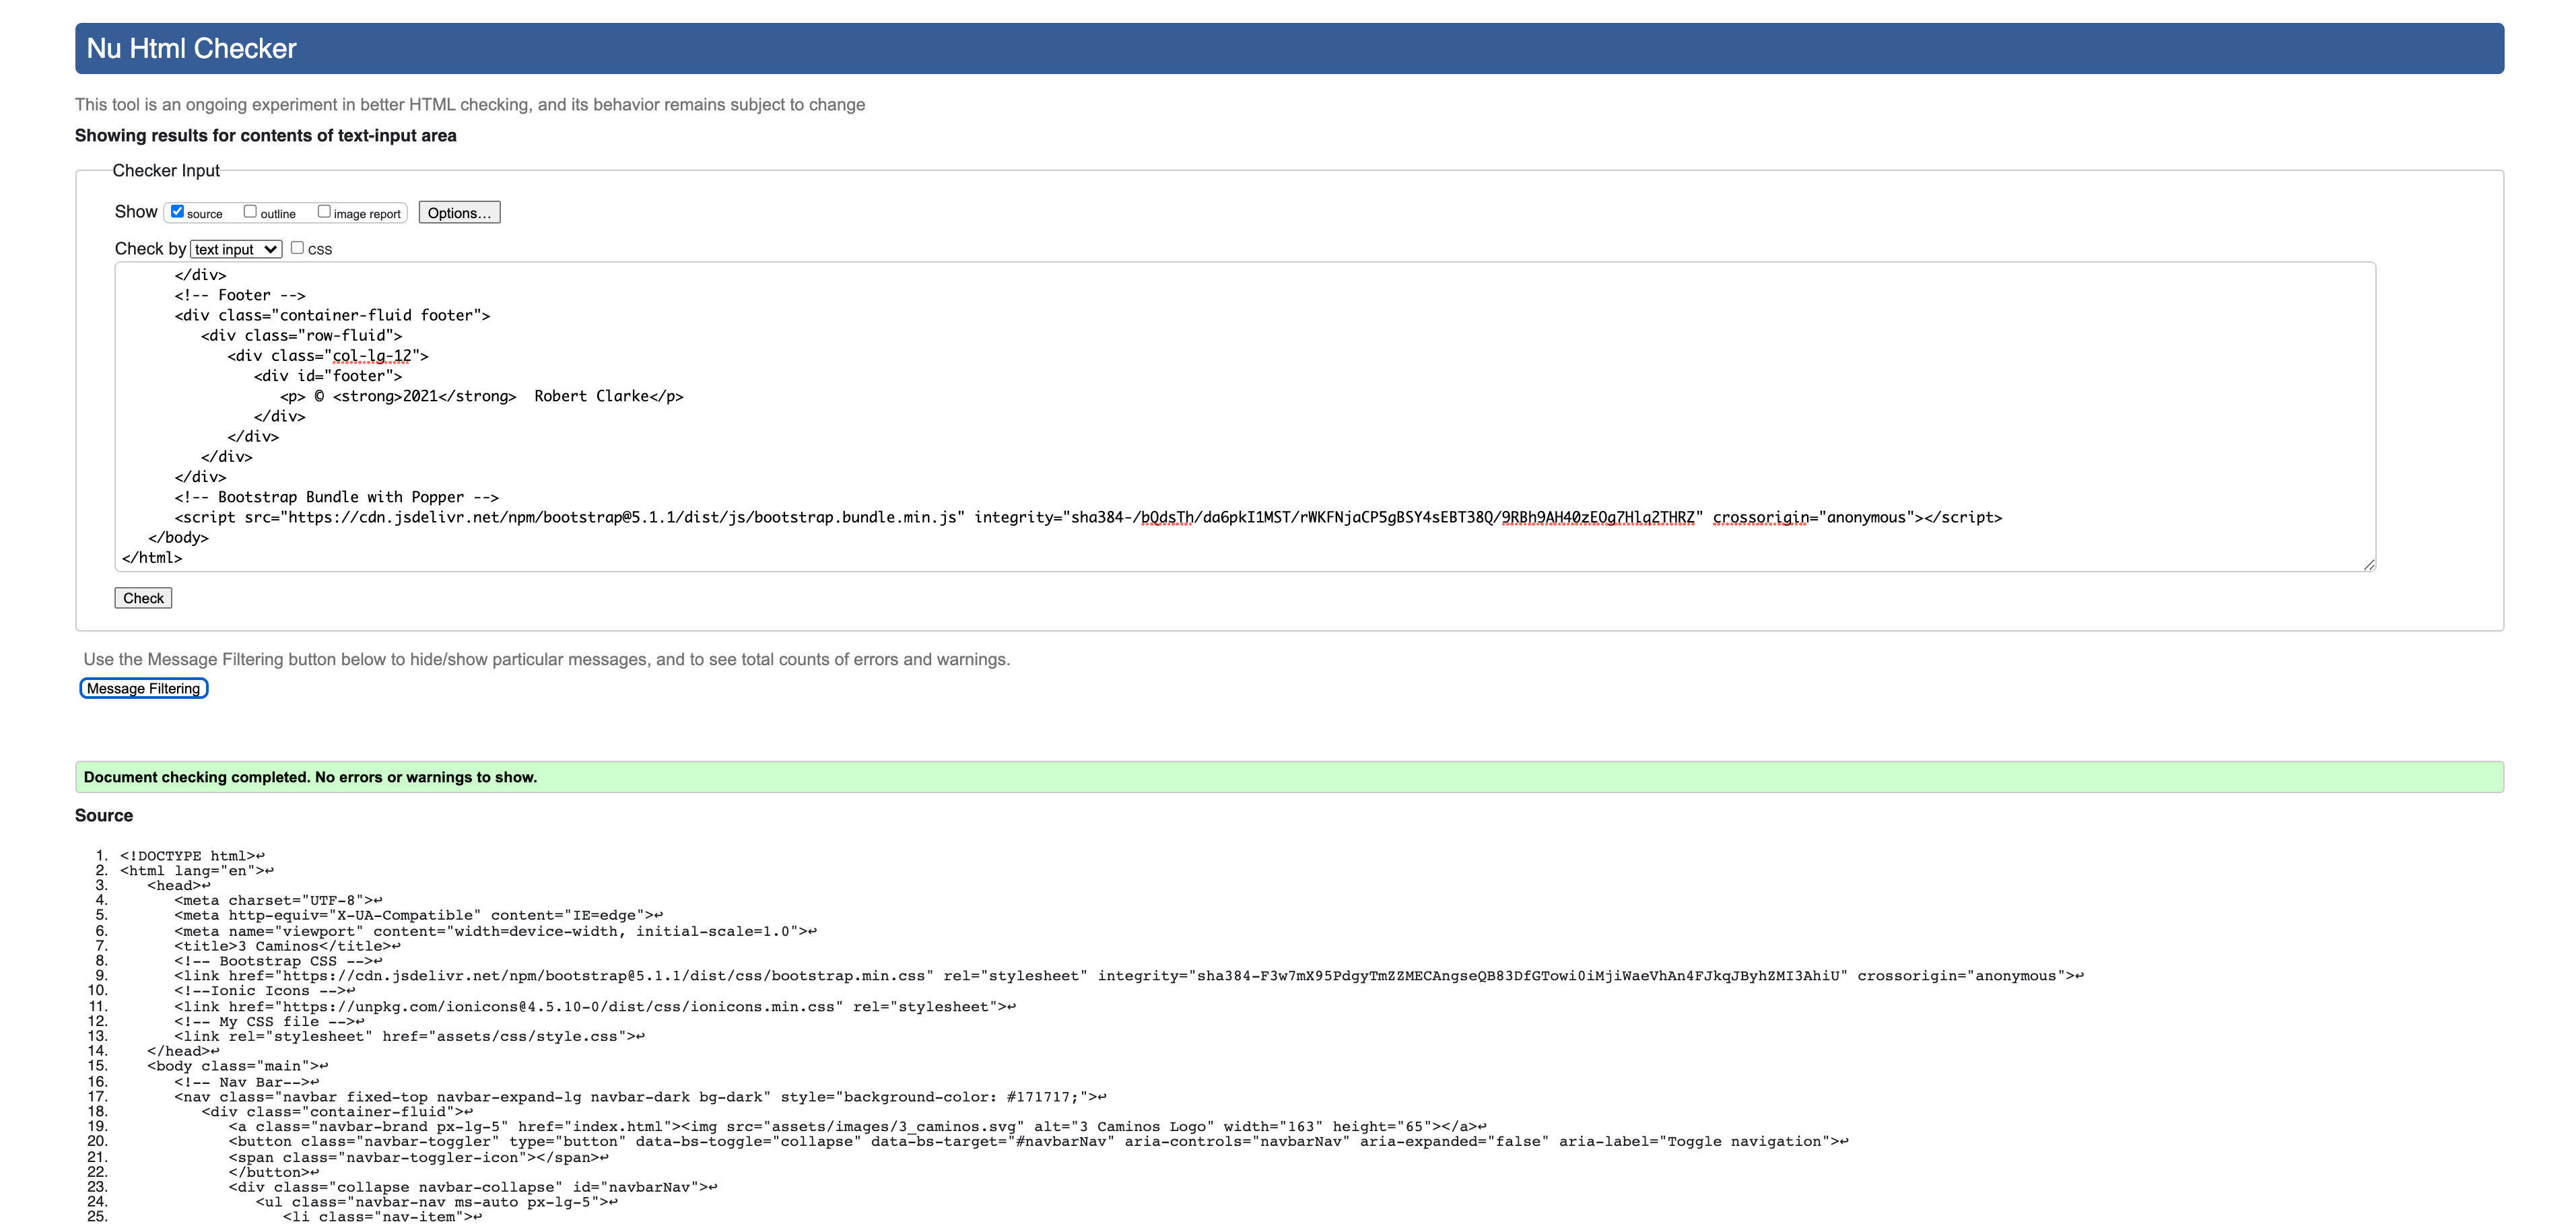 Nu Html Checker
This tool is an ongoing experiment in better HTML checking, and its behavior remains subject to change
Showing results for contents of text-input area
Checker Input
Show source outline image report Options...
Check by text input css
</div>
<!-- Footer -->
<div class="container-fluid footer">
<div class="row-fluid">
<div class="col-lg-12">
<div id="footer">
<p> © <strong>2021</strong>  Robert Clarke</p>
</div>
</div>
</div>
</div>
<!-- Bootstrap Bundle with Popper -->
<script src="https://cdn.jsdelivr.net/npm/bootstrap@5.1.1/dist/js/bootstrap.bundle.min.js" integrity="sha384-/bQdsTh/da6pkI1MST/rWKFNjaCP5gBSY4sEBT38Q/9RBh9AH40zEOg7Hlq2THRZ" crossorigin="anonymous"></script>
</body>
</html>
Check
Use the Message Filtering button below to hide/show particular messages, and to see total counts of errors and warnings.
Message Filtering
Document checking completed. No errors or warnings to show.
Source
1. <!DOCTYPE html>↩
2. <html lang="en">↩
3. <head>↩
4. <meta charset="UTF-8">↩
5. <meta http-equiv="X-UA-Compatible" content="IE=edge">↩
6. <meta name="viewport" content="width=device-width, initial-scale=1.0">↩
7. <title>3 Caminos</title>↩
8. <!-- Bootstrap CSS -->↩
9. <link href="https://cdn.jsdelivr.net/npm/bootstrap@5.1.1/dist/css/bootstrap.min.css" rel="stylesheet" integrity="sha384-F3w7mX95PdgyTmZZMECAngseQB83DfGTowi0iMjiWaeVhAn4FJkqJByhZMI3AhiU" crossorigin="anonymous">↩
10. <!--Ionic Icons -->↩
11. <link href="https://unpkg.com/ionicons@4.5.10-0/dist/css/ionicons.min.css" rel="stylesheet">↩
12. <!-- My CSS file -->↩
13. <link rel="stylesheet" href="assets/css/style.css">↩
14. </head>↩
15. <body class="main">↩
16. <!-- Nav Bar-->↩
17. <nav class="navbar fixed-top navbar-expand-lg navbar-dark bg-dark" style="background-color: #171717;">↩
18. <div class="container-fluid">↩
19. <a class="navbar-brand px-lg-5" href="index.html"><img src="assets/images/3_caminos.svg" alt="3 Caminos Logo" width="163" height="65"></a>↩
20. <button class="navbar-toggler" type="button" data-bs-toggle="collapse" data-bs-target="#navbarNav" aria-controls="navbarNav" aria-expanded="false" aria-label="Toggle navigation">↩
21. <span class="navbar-toggler-icon"></span>↩
22. </button>↩
23. <div class="collapse navbar-collapse" id="navbarNav">↩
24. <ul class="navbar-nav ms-auto px-lg-5">↩
25. <li class="nav-item">↩